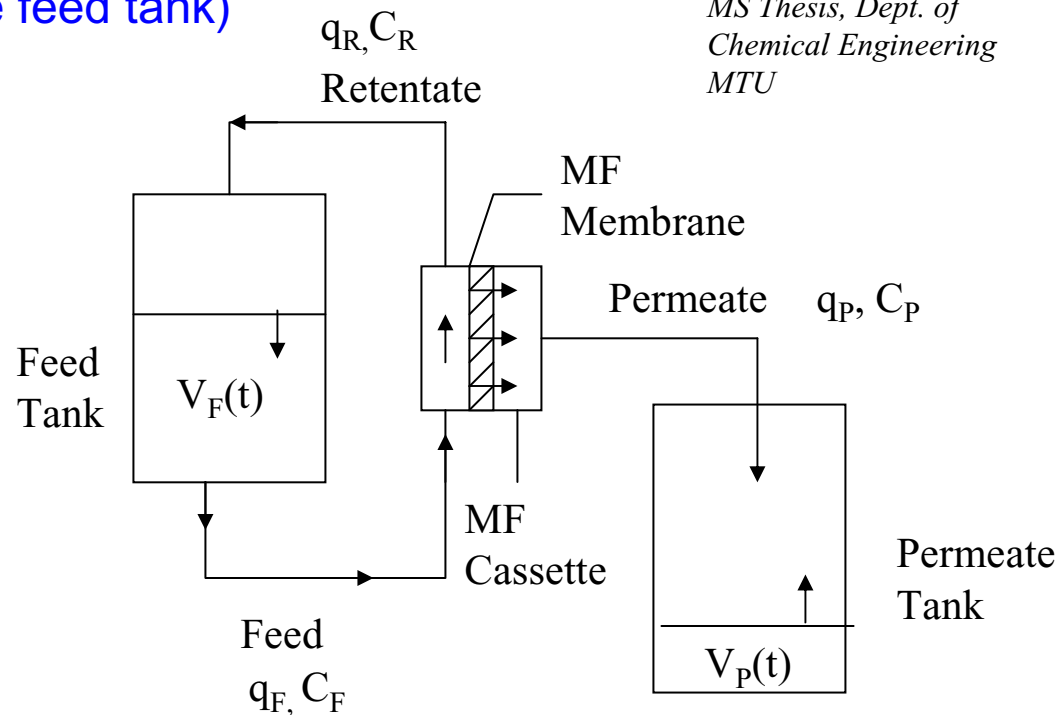 e feed tank)
MS Thesis, Dept. of
Chemical Engineering
MTU
q_R, C_R
Retentate
MF
Membrane
Permeate q_P, C_P
Feed
Tank
V_F(t)
MF
Cassette
Permeate
Tank
V_P(t)
Feed
q_F, C_F